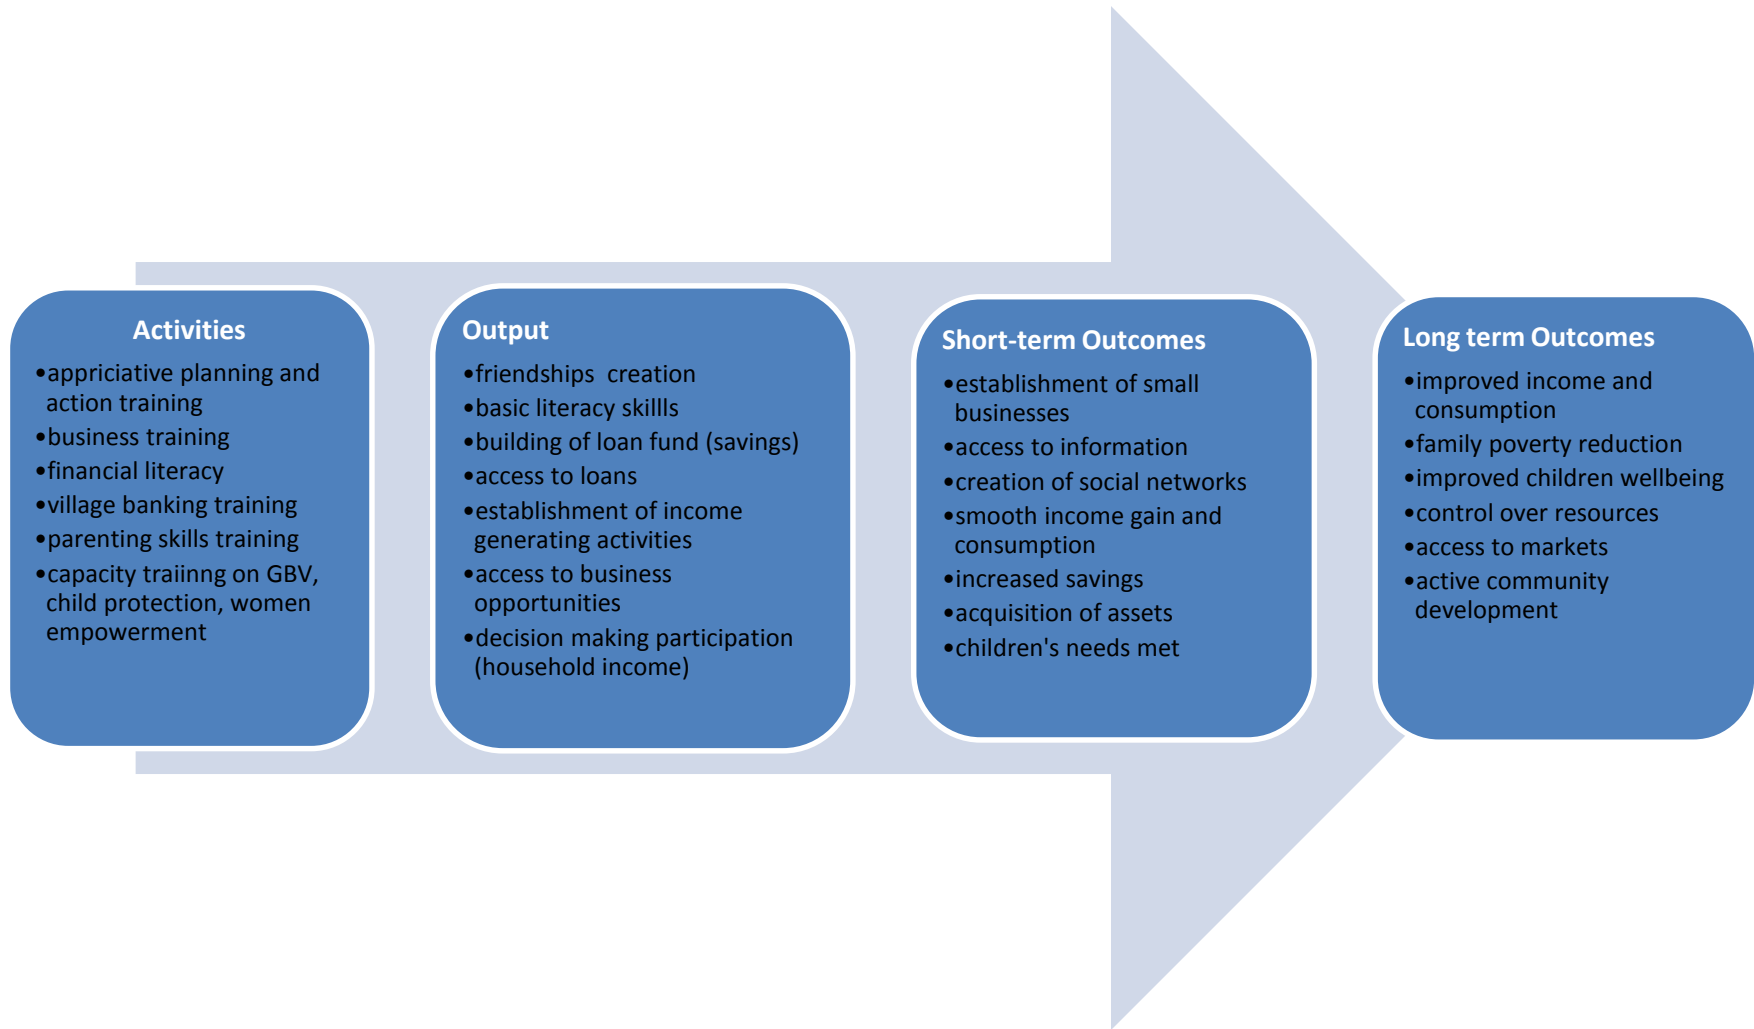 Activities
•appriciative planning and
action training
•business training
•financial literacy
•village banking training
•parenting skills training
•capacity traiinng on GBV,
child protection, women
empowerment
Output
•friendships  creation
•basic literacy skillls
•building of loan fund (savings)
•access to loans
•establishment of income
generating activities
•access to business
opportunities
•decision making participation
(household income)
Short-term Outcomes
•establishment of small
businesses
•access to information
•creation of social networks
•smooth income gain and
consumption
•increased savings
•acquisition of assets
•children's needs met
Long term Outcomes
•improved income and
consumption
•family poverty reduction
•improved children wellbeing
•control over resources
•access to markets
•active community
development